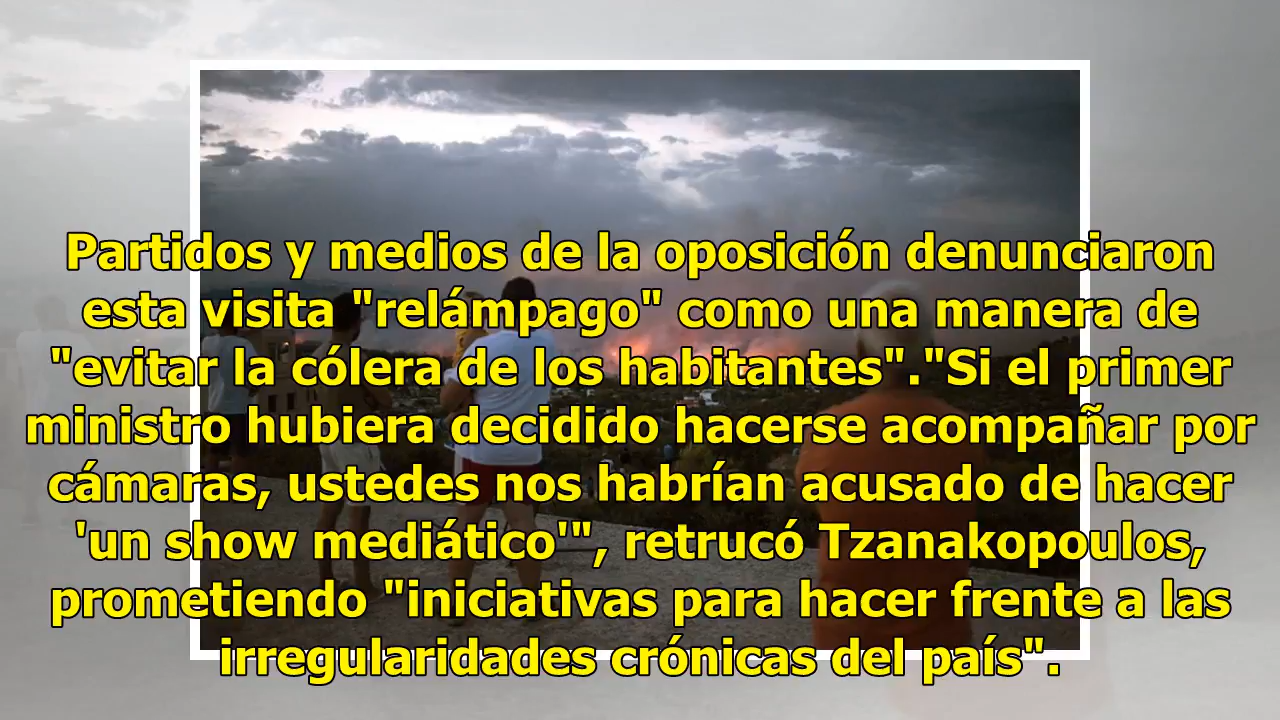 Partidos y medios de la oposición denunciaron
esta visita "relámpago" como una manera de
"evitar la cólera de los habitantes"."Si el primer
ministro hubiera decidido hacerse acompañar por
cámaras, ustedes nos habrían acusado de hacer
'un show mediático'", retrucó Tzanakopoulos,
prometiendo "iniciativas para hacer frente a las
irregularidades crónicas del país".